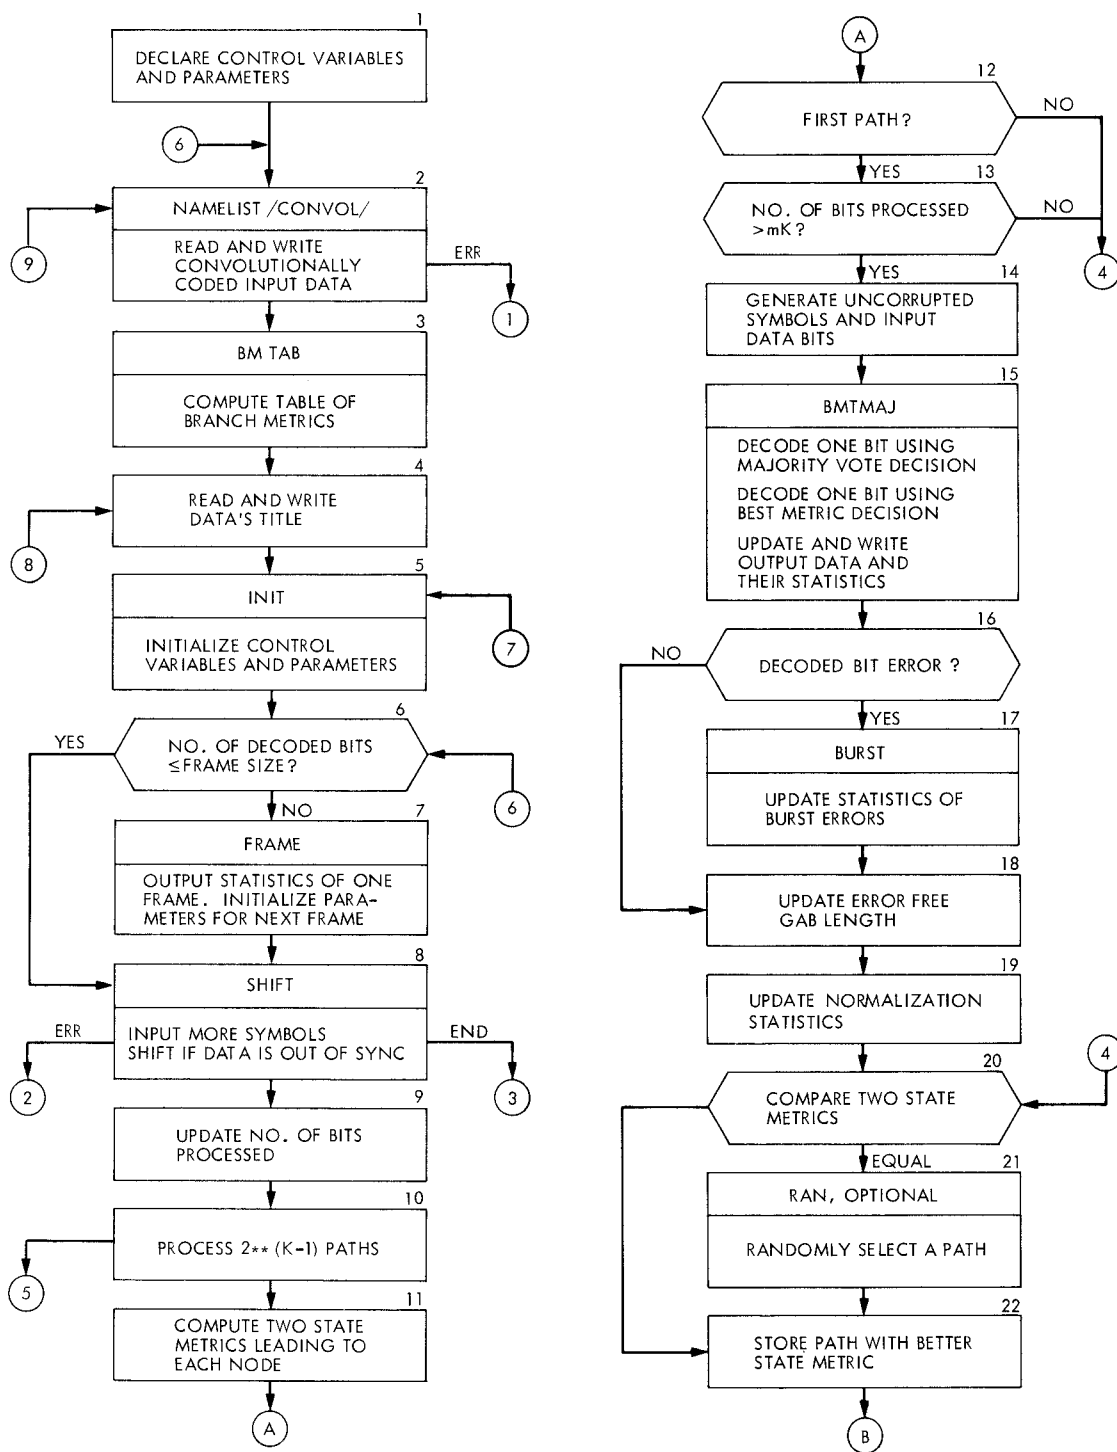 1
DECLARE CONTROL VARIABLES
AND PARAMETERS
6
2
NAMELIST /CONVOL/
READ AND WRITE
CONVOLUTIONALLY
CODED INPUT DATA
9
ERR
1
3
BM TAB
COMPUTE TABLE OF
BRANCH METRICS
4
READ AND WRITE
DATA'S TITLE
8
5
INIT
INITIALIZE CONTROL
VARIABLES AND PARAMETERS
7
6
YES
NO. OF DECODED BITS
≤FRAME SIZE?
6
NO
7
FRAME
OUTPUT STATISTICS OF ONE
FRAME. INITIALIZE PARA-
METERS FOR NEXT FRAME
8
SHIFT
ERR
INPUT MORE SYMBOLS
SHIFT IF DATA IS OUT OF SYNC
END
2
3
9
UPDATE NO. OF BITS
PROCESSED
10
PROCESS 2** (K-1) PATHS
5
11
COMPUTE TWO STATE
METRICS LEADING TO
EACH NODE
A
A
12
FIRST PATH?
NO
YES
13
NO. OF BITS PROCESSED
>mK?
NO
4
YES
14
GENERATE UNCORRUPTED
SYMBOLS AND INPUT
DATA BITS
15
BMTMAJ
DECODE ONE BIT USING
MAJORITY VOTE DECISION
DECODE ONE BIT USING
BEST METRIC DECISION
UPDATE AND WRITE
OUTPUT DATA AND
THEIR STATISTICS
16
NO
DECODED BIT ERROR ?
YES
17
BURST
UPDATE STATISTICS OF
BURST ERRORS
18
UPDATE ERROR FREE
GAB LENGTH
19
UPDATE NORMALIZATION
STATISTICS
20
4
COMPARE TWO STATE
METRICS
EQUAL
21
RAN, OPTIONAL
RANDOMLY SELECT A PATH
22
STORE PATH WITH BETTER
STATE METRIC
B